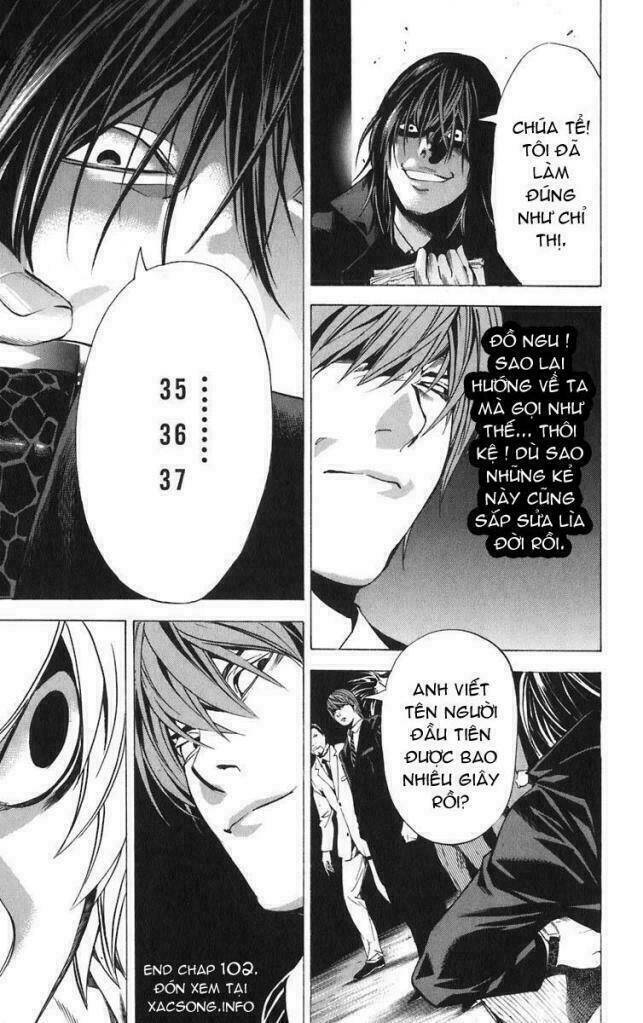 CHÚA TỂ!
TÔI ĐÃ
LÀM
ĐÚNG
NHƯ CHỈ
THỊ.
ĐỒ NGU !
SAO LẠI
HƯỚNG VỀ TA
MÀ GỌI NHƯ
THẾ... THÔI
KỆ ! DÙ SAO
NHỮNG KẺ
NÀY CŨNG
SẮP SỬA LÌA
ĐỜI RỒI.
ANH VIẾT
TÊN NGƯỜI
ĐẦU TIÊN
ĐƯỢC BAO
NHIÊU GIÂY
RỒI?
35
36
37
END CHAP 102.
ĐÓN XEM TẠI
XACSONG.INFO